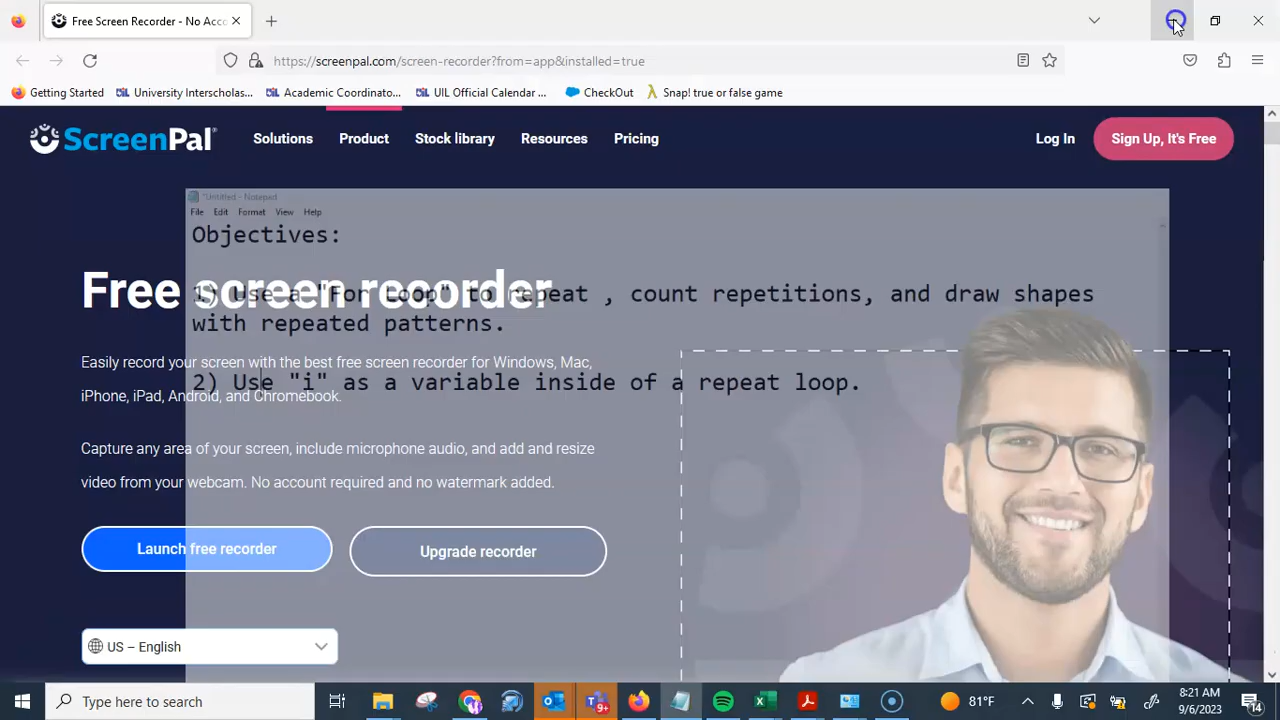 Free Screen Recorder - No Acco
https://screenpal.com/screen-recorder?from=app&installed=true
Getting Started
University Interscholas...
Academic Coordinato...
UIL Official Calendar ...
CheckOut
Snap! true or false game
ScreenPal
Solutions
Product
Stock library
Resources
Pricing
Log In
Sign Up, It's Free
*Untitled - Notepad
File Edit Format View Help
Objectives:
Free screen recorder
1) Use a "For Loop" to repeat , count repetitions, and draw shapes
with repeated patterns.
Easily record your screen with the best free screen recorder for Windows, Mac,
iPhone, iPad, Android, and Chromebook.
2) Use "i" as a variable inside of a repeat loop.
Capture any area of your screen, include microphone audio, and add and resize
video from your webcam. No account required and no watermark added.
Launch free recorder
Upgrade recorder
US – English
Type here to search
9+
81°F
8:21 AM
9/6/2023
14